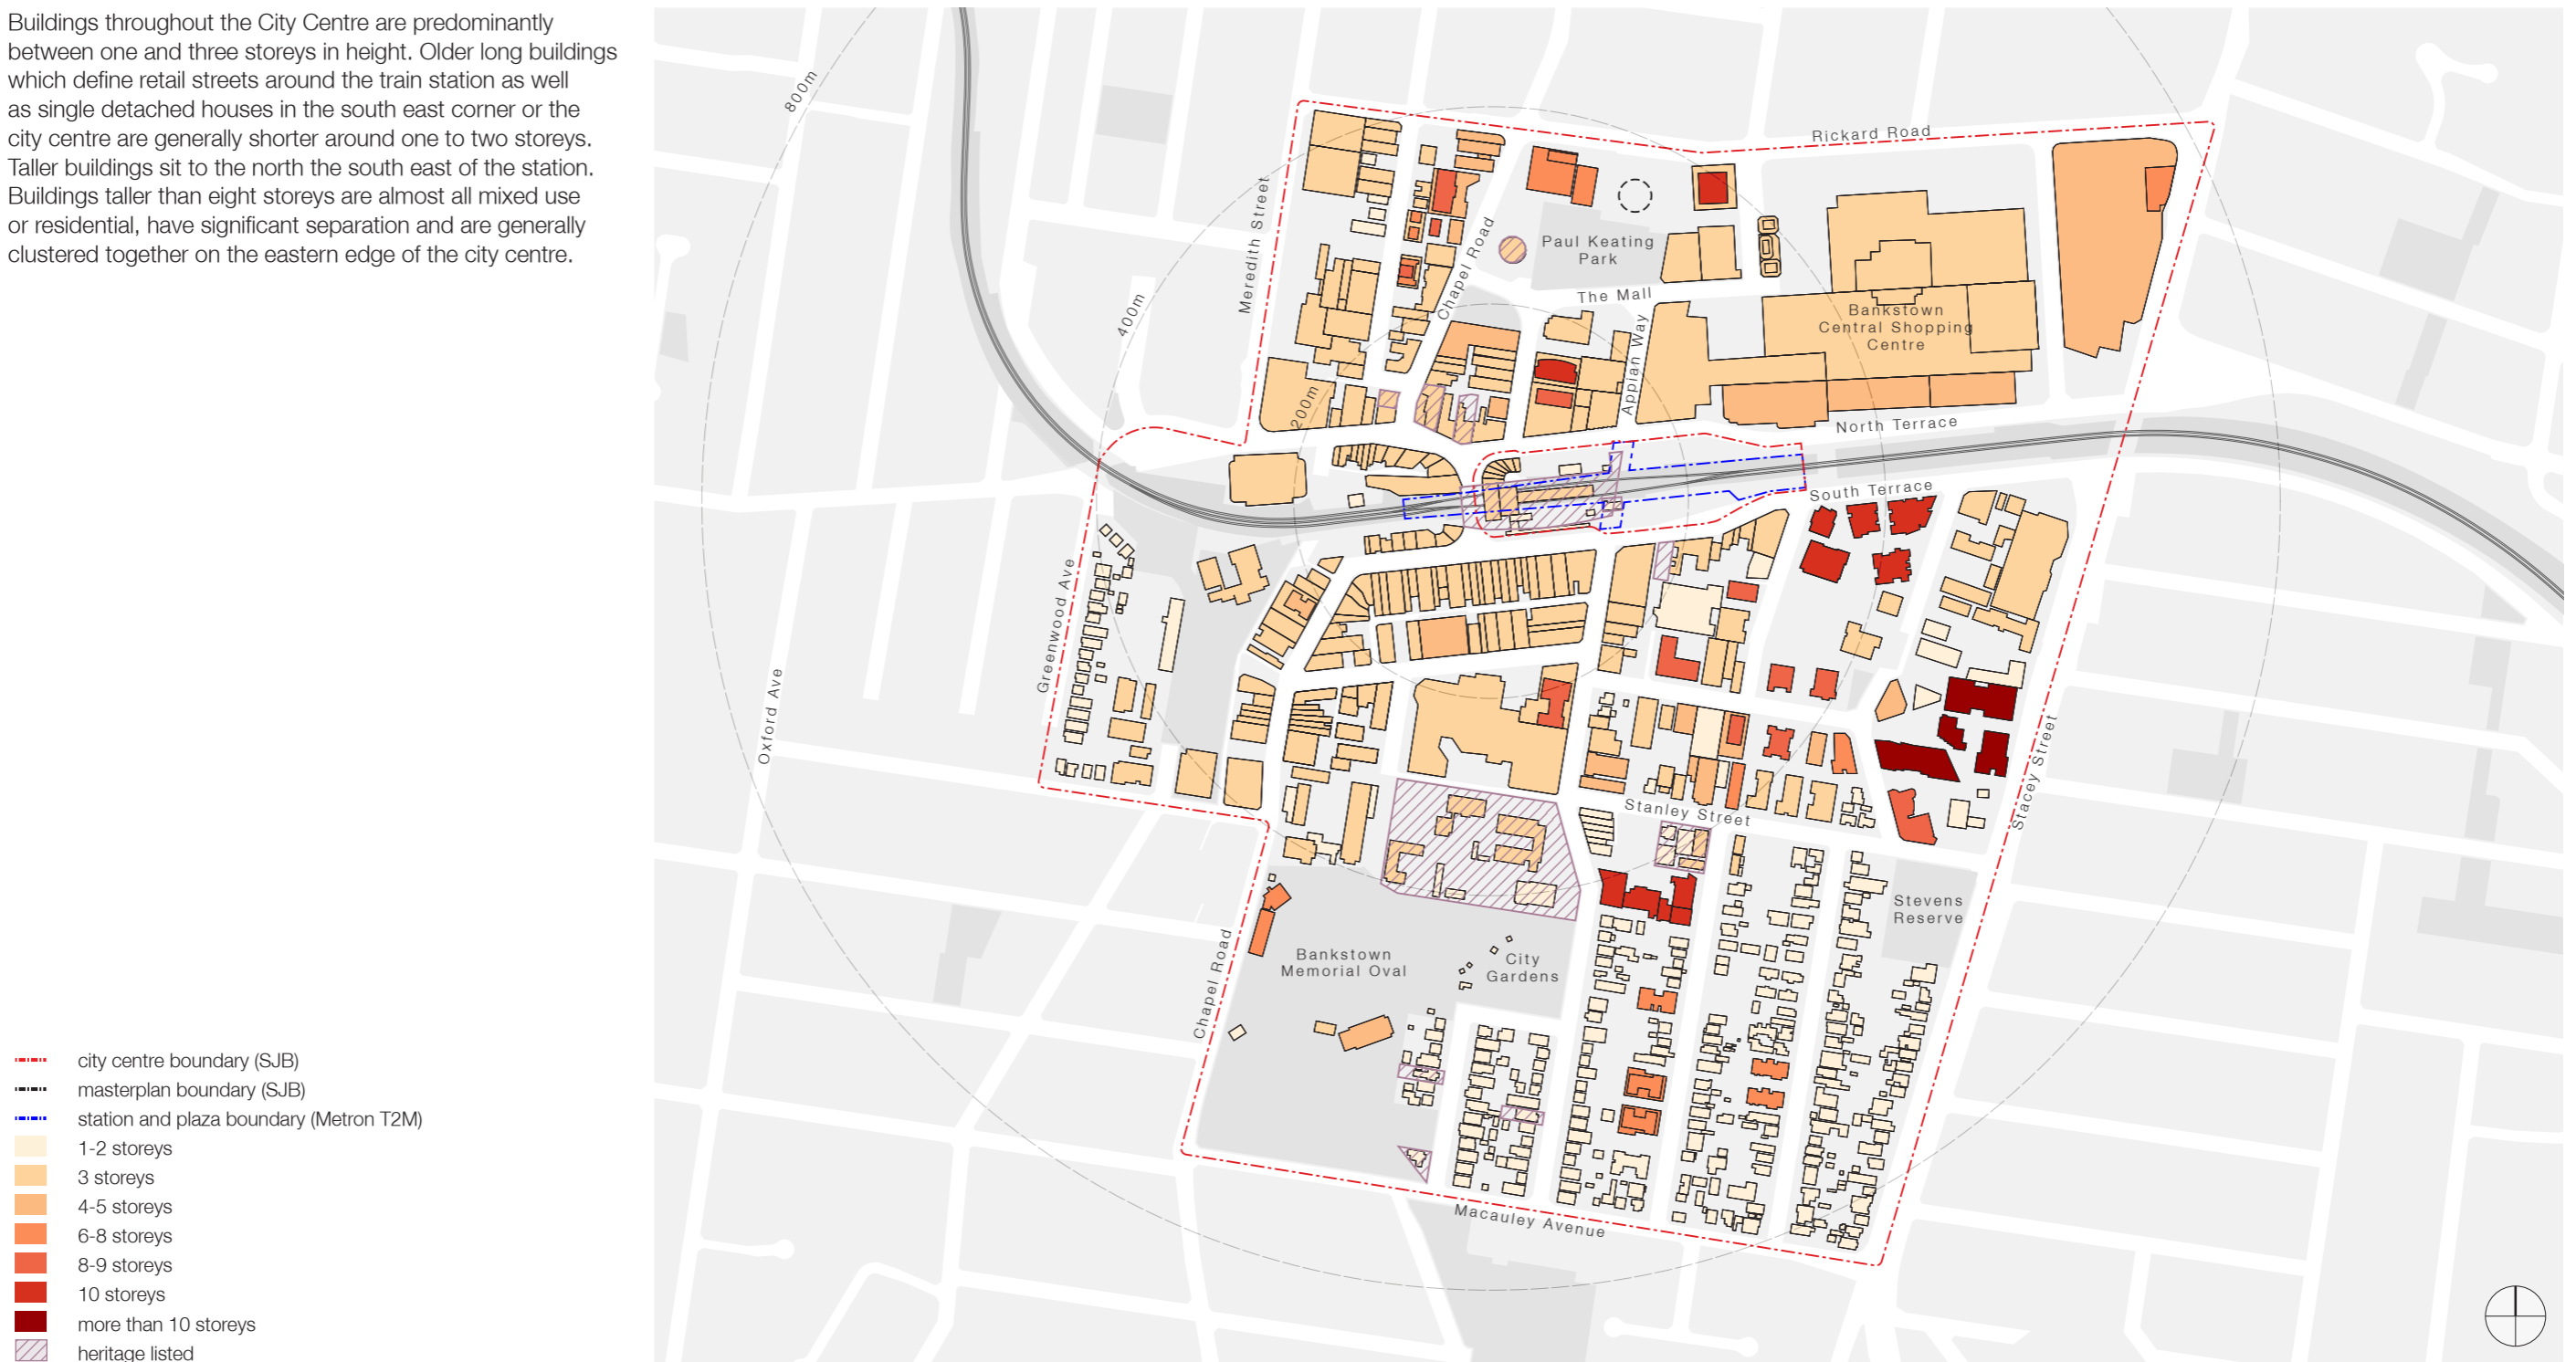 Buildings throughout the City Centre are predominantly
between one and three storeys in height. Older long buildings
which define retail streets around the train station as well
as single detached houses in the south east corner or the
city centre are generally shorter around one to two storeys.
Taller buildings sit to the north the south east of the station.
Buildings taller than eight storeys are almost all mixed use
or residential, have significant separation and are generally
clustered together on the eastern edge of the city centre.
800m
400m
200m
Rickard Road
Meredith Street
Chapel Road
Paul Keating
Park
The Mall
Appian Way
Bankstown
Central Shopping
Centre
North Terrace
South Terrace
Greenwood Ave
Oxford Ave
Stanley Street
Stacey Street
Stevens
Reserve
Bankstown
Memorial Oval
City
Gardens
Chapel Road
Macauley Avenue
city centre boundary (SJB)
masterplan boundary (SJB)
station and plaza boundary (Metron T2M)
1-2 storeys
3 storeys
4-5 storeys
6-8 storeys
8-9 storeys
10 storeys
more than 10 storeys
heritage listed